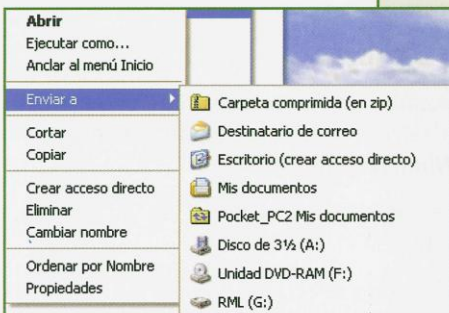 Abrir
Ejecutar como...
Anclar al menú Inicio
Enviar a
Cortar
Copiar
Crear acceso directo
Eliminar
Cambiar nombre
Ordenar por Nombre
Propiedades
Carpeta comprimida (en zip)
Destinatario de correo
Escritorio (crear acceso directo)
Mis documentos
Pocket_PC2 Mis documentos
Disco de 3½ (A:)
Unidad DVD-RAM (F:)
RML (G:)